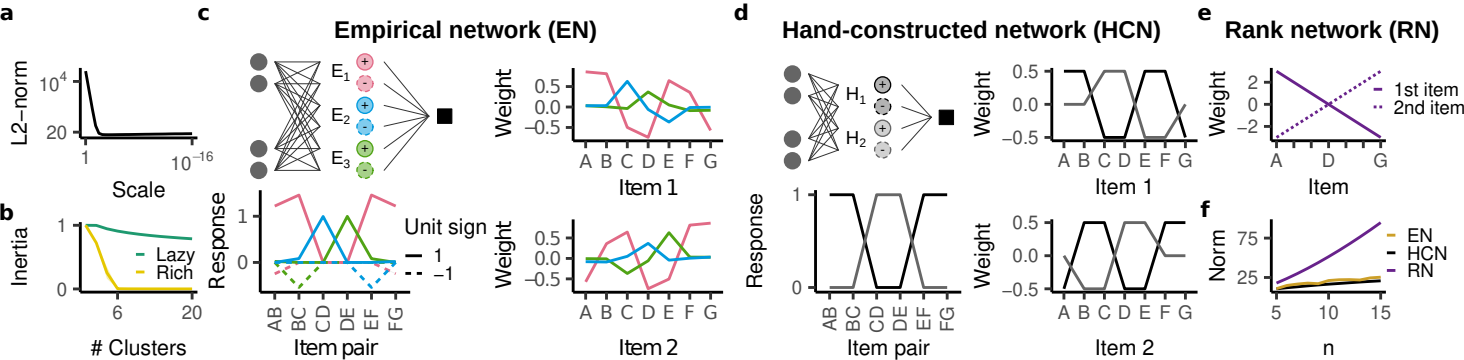 a
L2−norm
10^4
20
1
10^−16
Scale
b
Inertia
1
0
Lazy
Rich
6
20
# Clusters
c
Empirical network (EN)
E1
E2
E3
+
-
+
-
+
-
Response
1
0
Unit sign
1
−1
AB
BC
CD
DE
EF
FG
Item pair
Weight
0.5
0.0
−0.5
A B C D E F G
Item 1
Weight
0.5
0.0
−0.5
A B C D E F G
Item 2
d
Hand-constructed network (HCN)
H1
H2
+
-
+
-
Response
1
0
AB
BC
CD
DE
EF
FG
Item pair
Weight
0.5
0.0
−0.5
A B C D E F G
Item 1
Weight
0.5
0.0
−0.5
A B C D E F G
Item 2
e
Rank network (RN)
Weight
2
0
−2
1st item
2nd item
A D G
Item
f
Norm
75
25
EN
HCN
RN
5 10 15
n